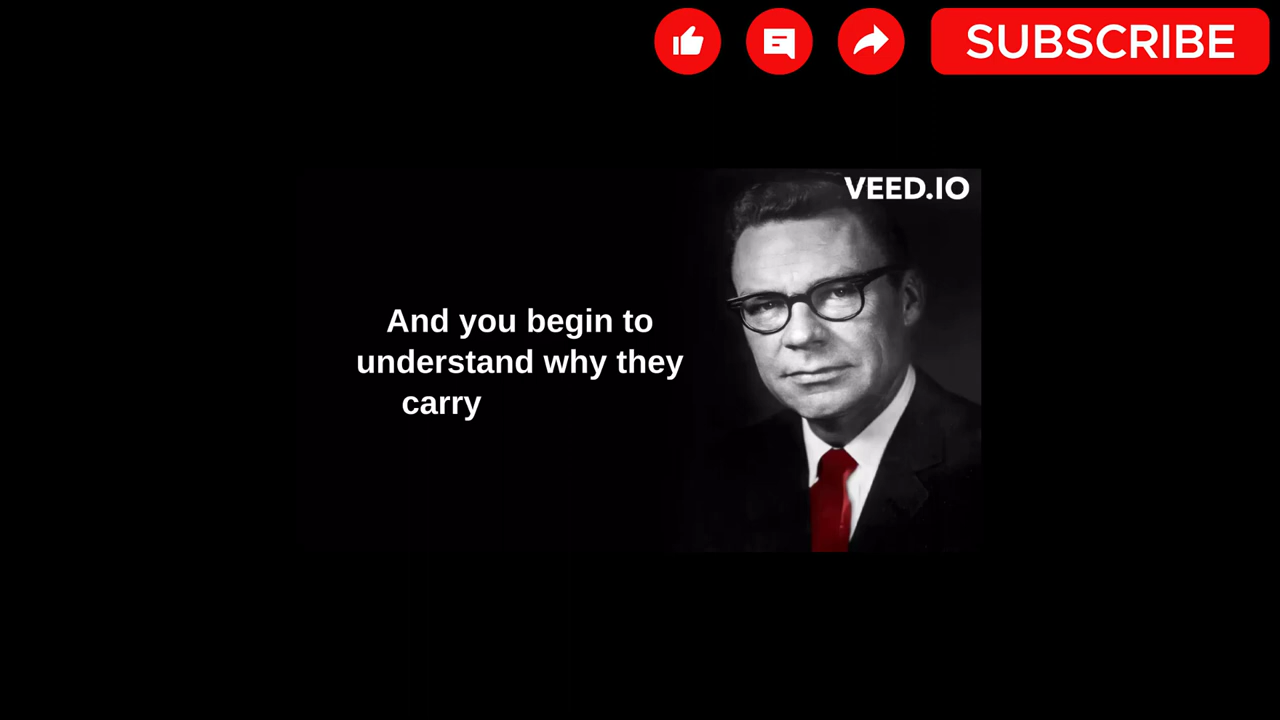 SUBSCRIBE
VEED.IO
And you begin to
understand why they
carry